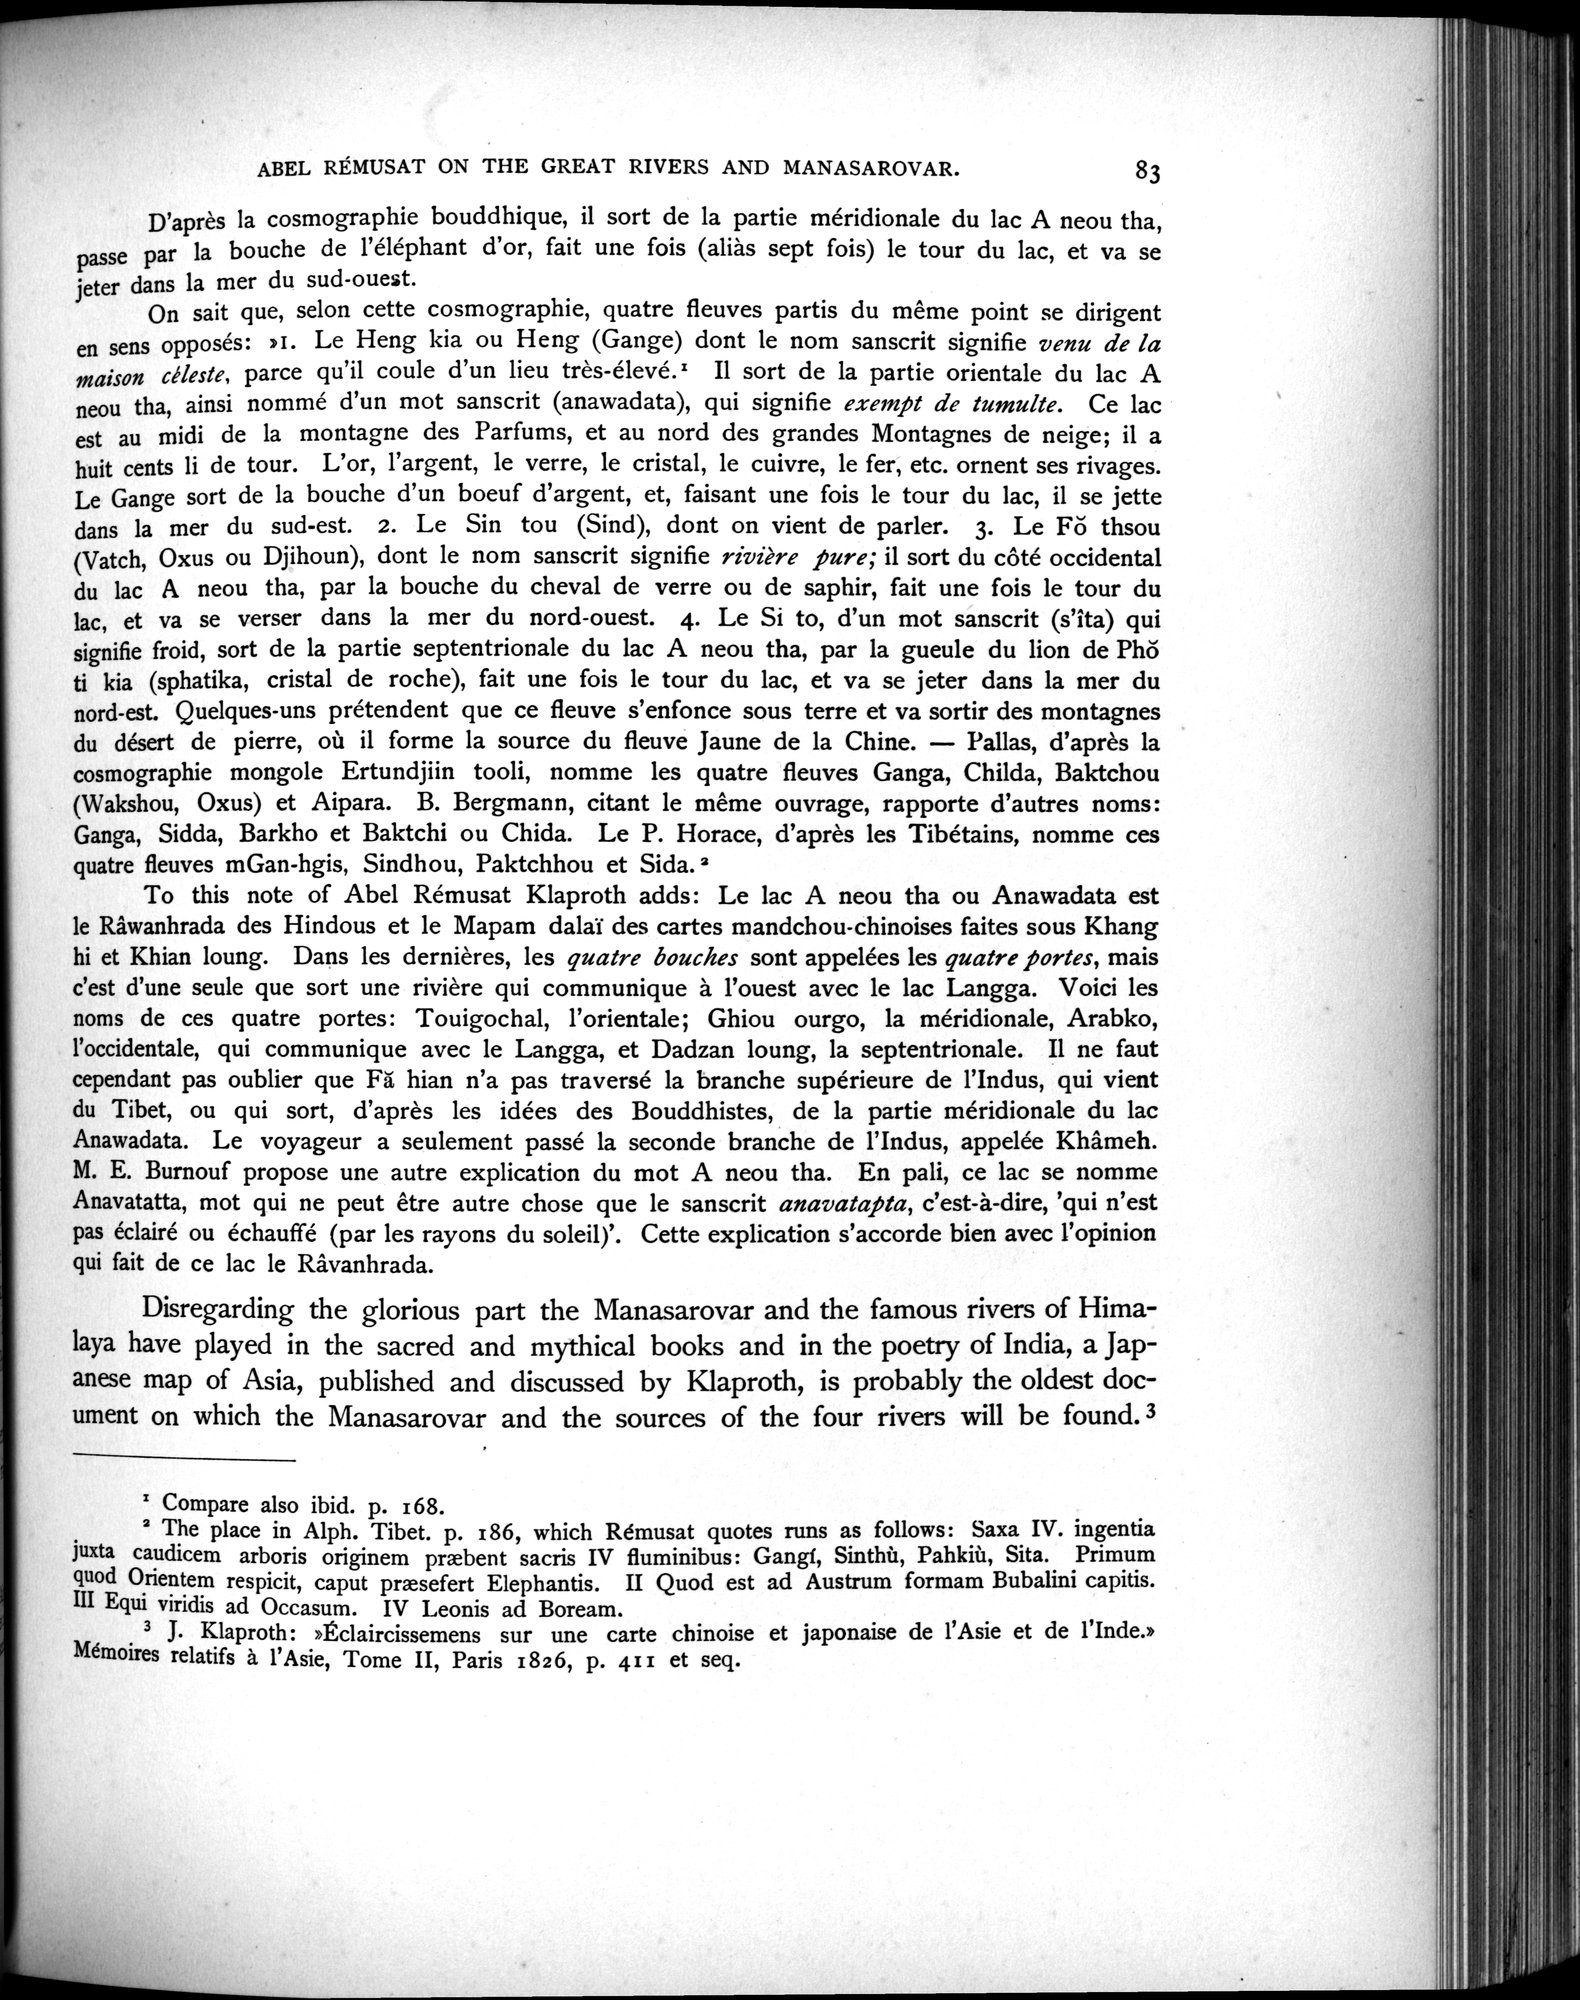 ABEL RÉMUSAT ON THE GREAT RIVERS AND MANASAROVAR. 83
D'après la cosmographie bouddhique, il sort de la partie méridionale du lac A neou tha,
passe par la bouche de l'éléphant d'or, fait une fois (aliàs sept fois) le tour du lac, et va se
jeter dans la mer du sud-ouest.
On sait que, selon cette cosmographie, quatre fleuves partis du même point se dirigent
en sens opposés: »1. Le Heng kia ou Heng (Gange) dont le nom sanscrit signifie venu de la
maison céleste, parce qu'il coule d'un lieu très-élevé.¹ Il sort de la partie orientale du lac A
neou tha, ainsi nommé d'un mot sanscrit (anawadata), qui signifie exempt de tumulte. Ce lac
est au midi de la montagne des Parfums, et au nord des grandes Montagnes de neige; il a
huit cents li de tour. L'or, l'argent, le verre, le cristal, le cuivre, le fer, etc. ornent ses rivages.
Le Gange sort de la bouche d'un boeuf d'argent, et, faisant une fois le tour du lac, il se jette
dans la mer du sud-est. 2. Le Sin tou (Sind), dont on vient de parler. 3. Le Fŏ thsou
(Vatch, Oxus ou Djihoun), dont le nom sanscrit signifie rivière pure; il sort du côté occidental
du lac A neou tha, par la bouche du cheval de verre ou de saphir, fait une fois le tour du
lac, et va se verser dans la mer du nord-ouest. 4. Le Si to, d'un mot sanscrit (s'îta) qui
signifie froid, sort de la partie septentrionale du lac A neou tha, par la gueule du lion de Phŏ
ti kia (sphatika, cristal de roche), fait une fois le tour du lac, et va se jeter dans la mer du
nord-est. Quelques-uns prétendent que ce fleuve s'enfonce sous terre et va sortir des montagnes
du désert de pierre, où il forme la source du fleuve Jaune de la Chine. — Pallas, d'après la
cosmographie mongole Ertundjiin tooli, nomme les quatre fleuves Ganga, Childa, Baktchou
(Wakshou, Oxus) et Aipara. B. Bergmann, citant le même ouvrage, rapporte d'autres noms:
Ganga, Sidda, Barkho et Baktchi ou Chida. Le P. Horace, d'après les Tibétains, nomme ces
quatre fleuves mGan-hgis, Sindhou, Paktchhou et Sida.²
To this note of Abel Rémusat Klaproth adds: Le lac A neou tha ou Anawadata est
le Râwanhrada des Hindous et le Mapam dalaï des cartes mandchou-chinoises faites sous Khang
hi et Khian loung. Dans les dernières, les quatre bouches sont appelées les quatre portes, mais
c'est d'une seule que sort une rivière qui communique à l'ouest avec le lac Langga. Voici les
noms de ces quatre portes: Touigochal, l'orientale; Ghiou ourgo, la méridionale, Arabko,
l'occidentale, qui communique avec le Langga, et Dadzan loung, la septentrionale. Il ne faut
cependant pas oublier que Fă hian n'a pas traversé la branche supérieure de l'Indus, qui vient
du Tibet, ou qui sort, d'après les idées des Bouddhistes, de la partie méridionale du lac
Anawadata. Le voyageur a seulement passé la seconde branche de l'Indus, appelée Khâmeh.
M. E. Burnouf propose une autre explication du mot A neou tha. En pali, ce lac se nomme
Anavatatta, mot qui ne peut être autre chose que le sanscrit anavatapta, c'est-à-dire, 'qui n'est
pas éclairé ou échauffé (par les rayons du soleil)'. Cette explication s'accorde bien avec l'opinion
qui fait de ce lac le Râvanhrada.
Disregarding the glorious part the Manasarovar and the famous rivers of Hima-
laya have played in the sacred and mythical books and in the poetry of India, a Jap-
anese map of Asia, published and discussed by Klaproth, is probably the oldest doc-
ument on which the Manasarovar and the sources of the four rivers will be found.³
¹ Compare also ibid. p. 168.
² The place in Alph. Tibet. p. 186, which Rémusat quotes runs as follows: Saxa IV. ingentia
juxta caudicem arboris originem præbent sacris IV fluminibus: Gangí, Sinthù, Pahkiù, Sita. Primum
quod Orientem respicit, caput præsefert Elephantis. II Quod est ad Austrum formam Bubalini capitis.
III Equi viridis ad Occasum. IV Leonis ad Boream.
³ J. Klaproth: »Éclaircissemens sur une carte chinoise et japonaise de l'Asie et de l'Inde.»
Mémoires relatifs à l'Asie, Tome II, Paris 1826, p. 411 et seq.